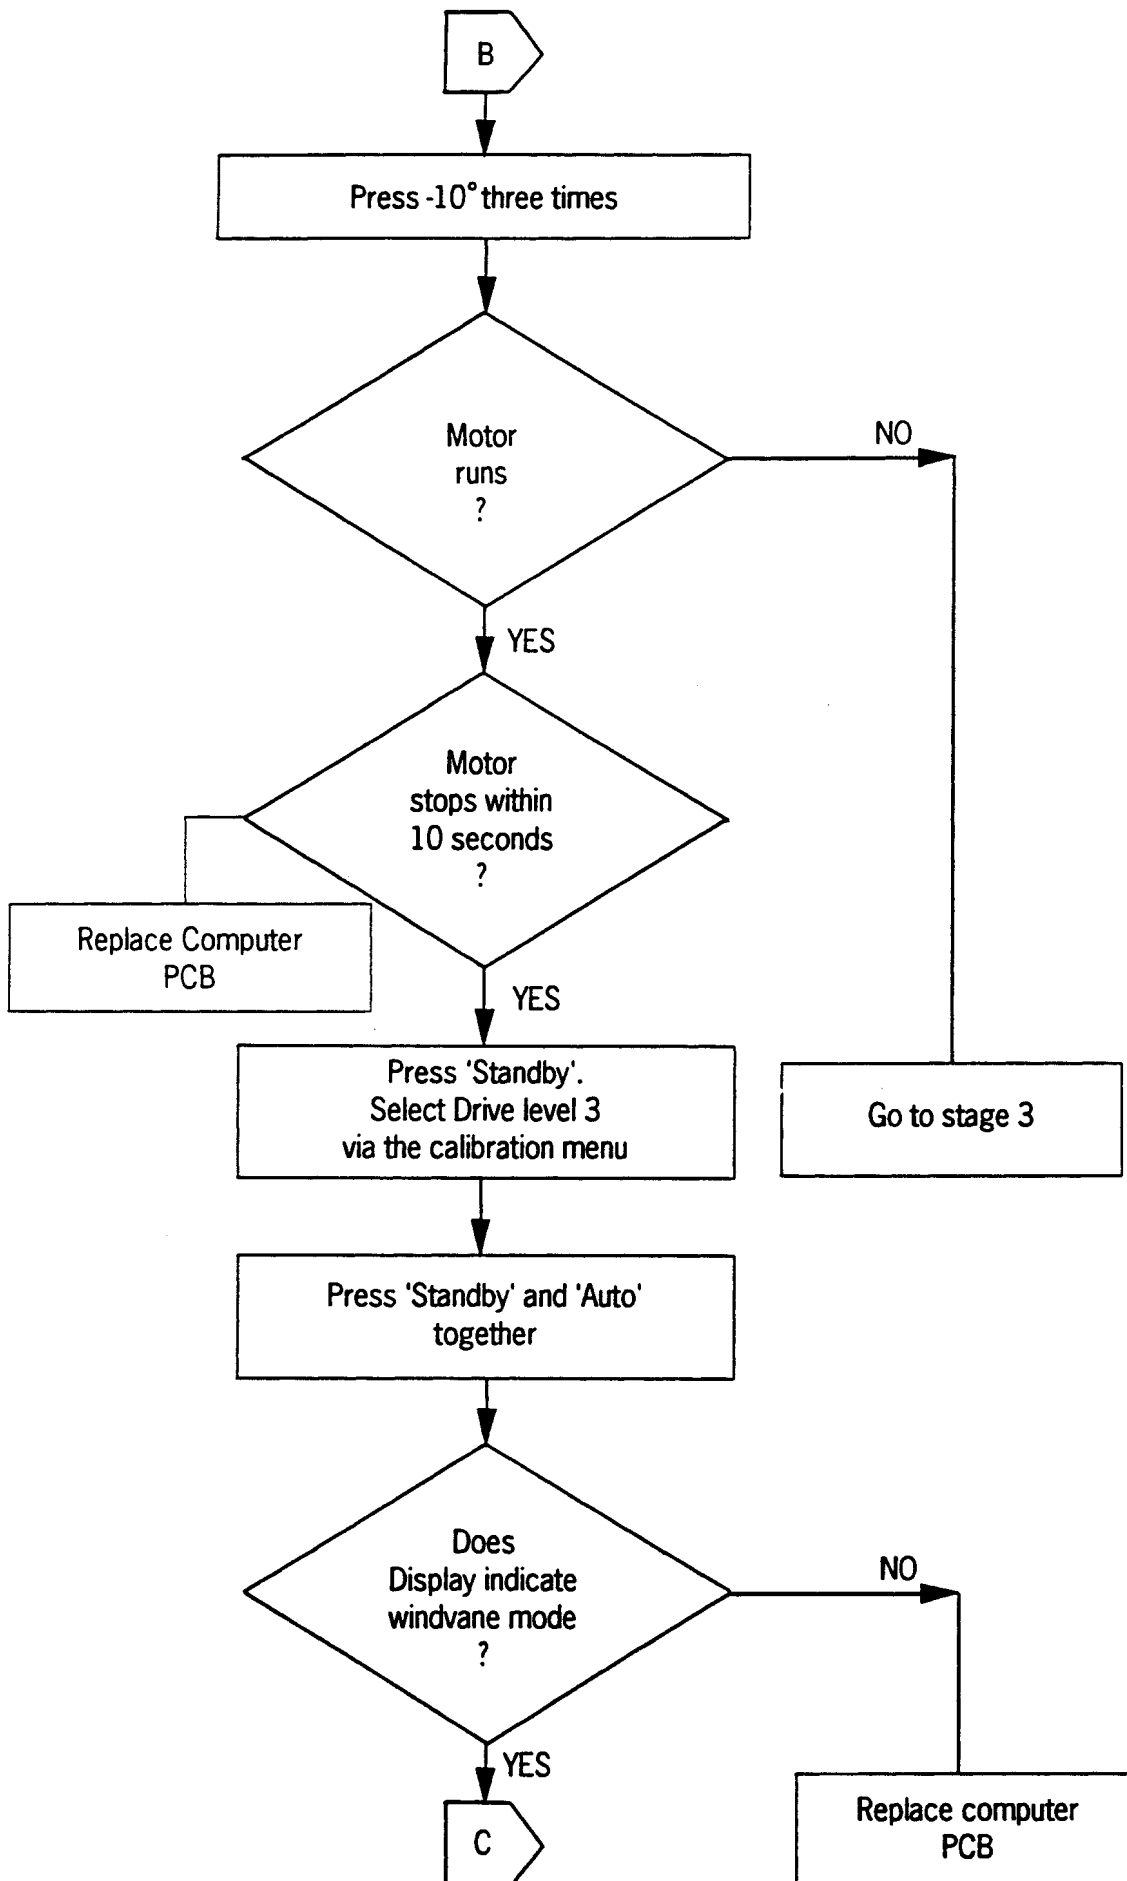 B
Press -10° three times
Motor
runs
?
NO
YES
Motor
stops within
10 seconds
?
Replace Computer
PCB
YES
Press 'Standby'.
Select Drive level 3
via the calibration menu
Go to stage 3
Press 'Standby' and 'Auto'
together
Does
Display indicate
windvane mode
?
NO
YES
C
Replace computer
PCB